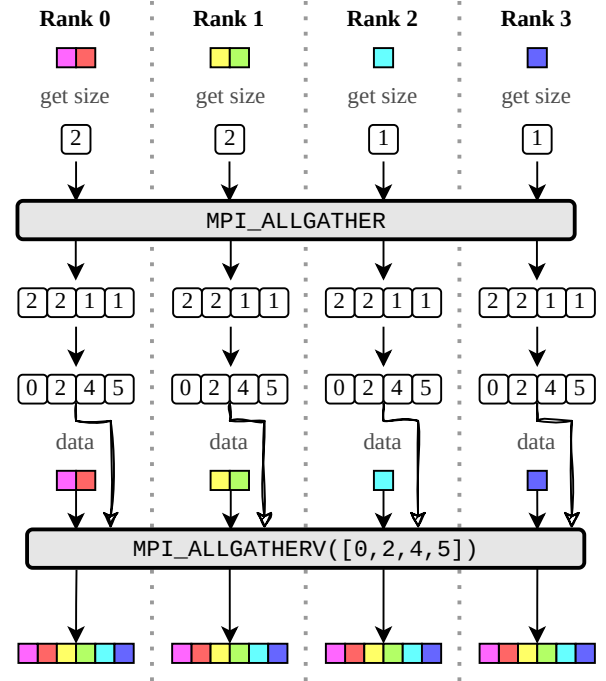 Rank 0 Rank 1 Rank 2 Rank 3
get size get size get size get size
2 2 1 1
MPI_ALLGATHER
2 2 1 1 2 2 1 1 2 2 1 1 2 2 1 1
0 2 4 5 0 2 4 5 0 2 4 5 0 2 4 5
data data data data
MPI_ALLGATHERV([0,2,4,5])